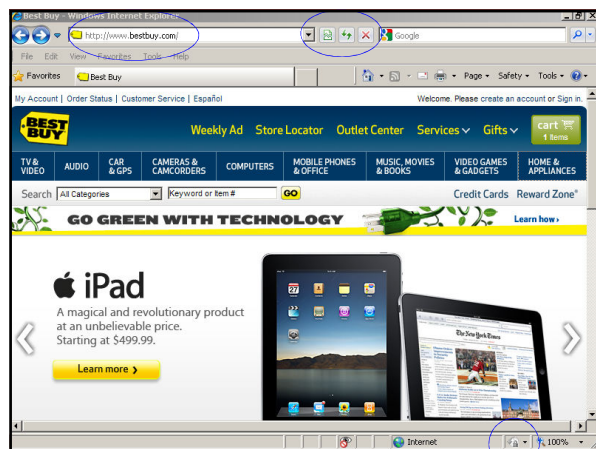 Best Buy - Windows Internet Explorer
http://www.bestbuy.com/
Google
File Edit View Favorites Tools Help
Favorites Best Buy Page Safety Tools
My Account | Order Status | Customer Service | Español Welcome. Please create an account or Sign in.
BEST BUY Weekly Ad Store Locator Outlet Center Services Gifts cart 1 Items
TV & VIDEO AUDIO CAR & GPS CAMERAS & CAMCORDERS COMPUTERS MOBILE PHONES & OFFICE MUSIC, MOVIES & BOOKS VIDEO GAMES & GADGETS HOME & APPLIANCES
Search All Categories Keyword or Item # GO Credit Cards Reward Zone®
GO GREEN WITH TECHNOLOGY Learn how ›
iPad
A magical and revolutionary product
at an unbelievable price.
Starting at $499.99.
Learn more ›
27
The New York Times
Internet 100%